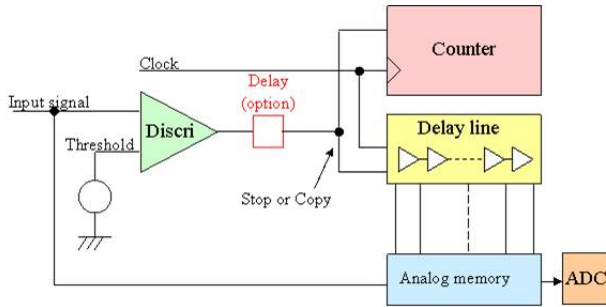 Counter
Clock
Delay
(option)
Input signal
Discri
Delay line
Threshold
Stop or Copy
Analog memory
ADC